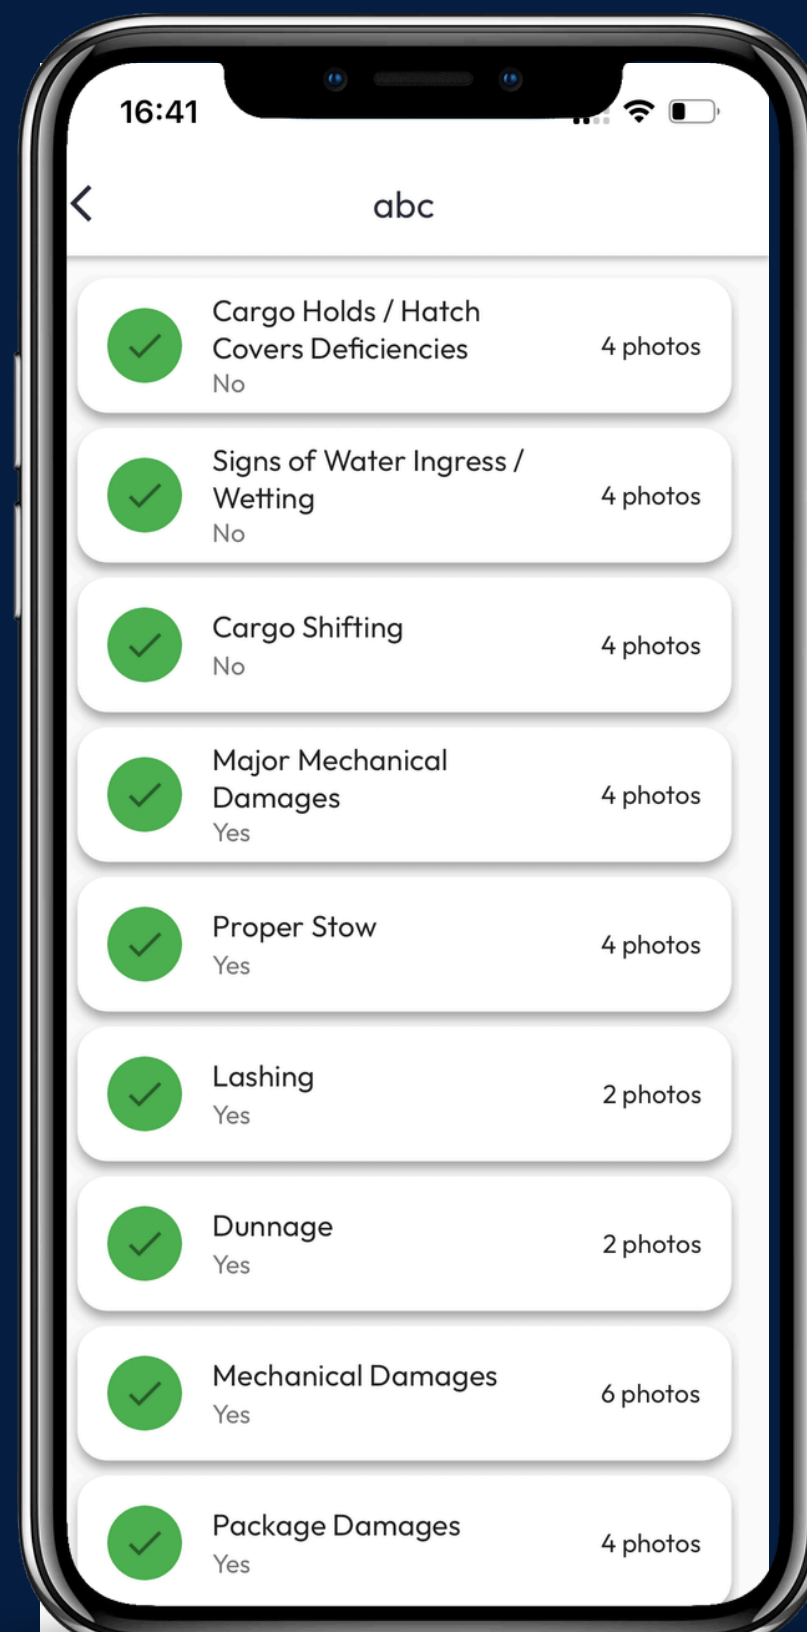 16:41
abc
Cargo Holds / Hatch
Covers Deficiencies
No
4 photos
Signs of Water Ingress /
Wetting
No
4 photos
Cargo Shifting
No
4 photos
Major Mechanical
Damages
Yes
4 photos
Proper Stow
Yes
4 photos
Lashing
Yes
2 photos
Dunnage
Yes
2 photos
Mechanical Damages
Yes
6 photos
Package Damages
Yes
4 photos